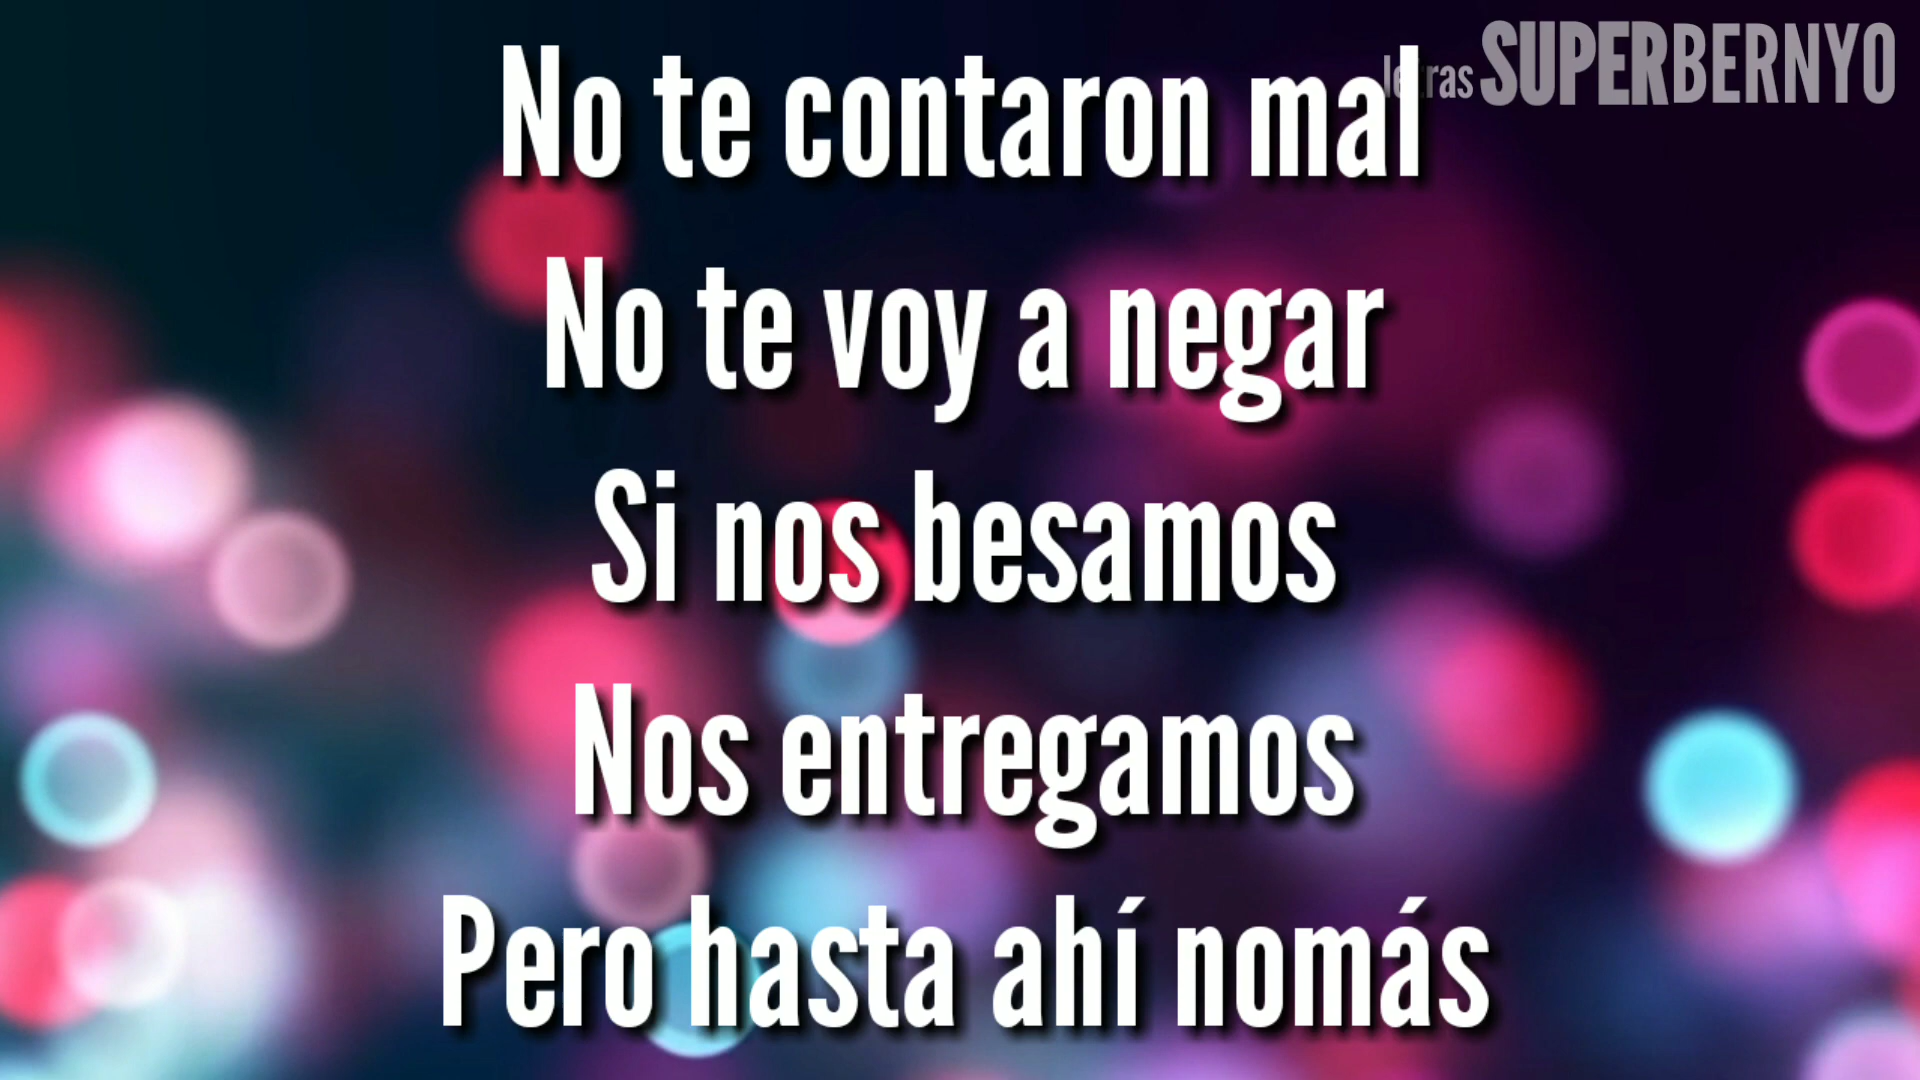 letras SUPERBERNYO
No te contaron mal
No te voy a negar
Si nos besamos
Nos entregamos
Pero hasta ahí nomás